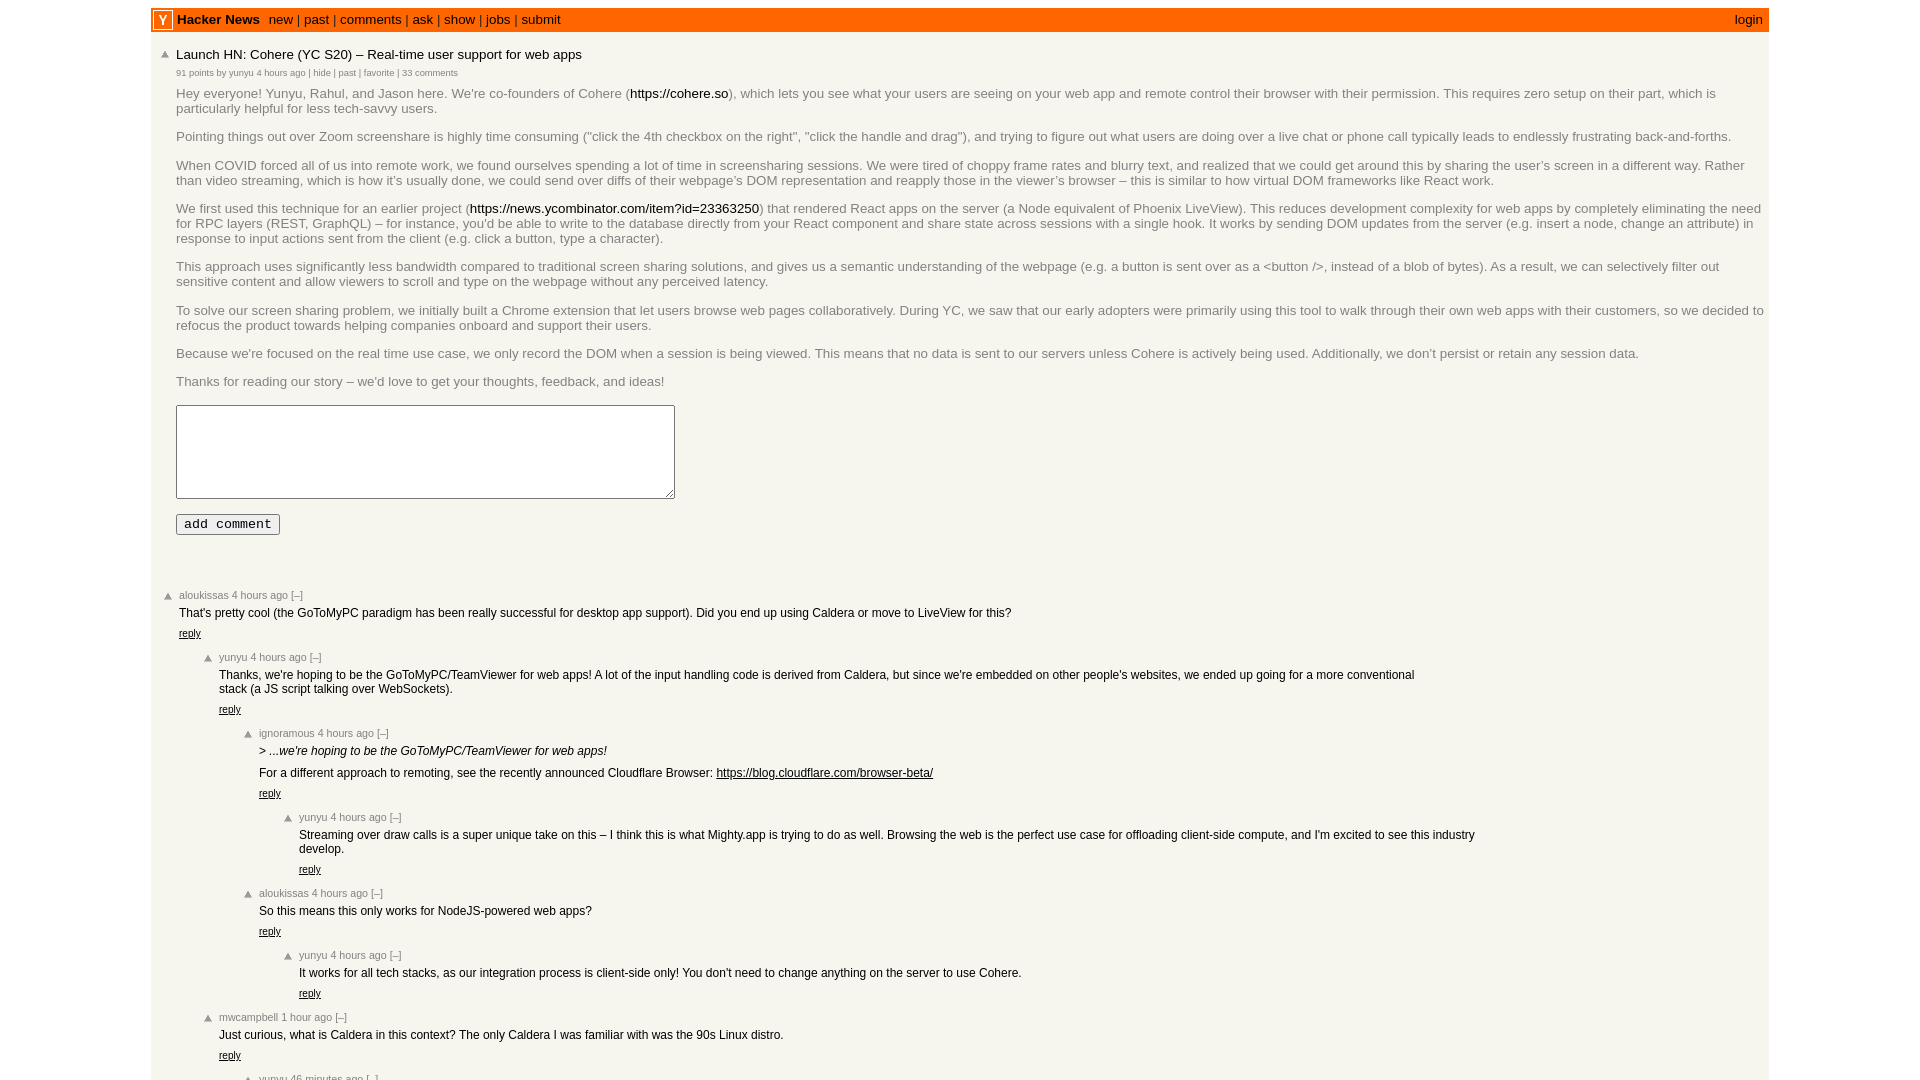 Y Hacker News new | past | comments | ask | show | jobs | submit login
Launch HN: Cohere (YC S20) – Real-time user support for web apps
91 points by yunyu 4 hours ago | hide | past | favorite | 33 comments
Hey everyone! Yunyu, Rahul, and Jason here. We're co-founders of Cohere (https://cohere.so), which lets you see what your users are seeing on your web app and remote control their browser with their permission. This requires zero setup on their part, which is
particularly helpful for less tech-savvy users.
Pointing things out over Zoom screenshare is highly time consuming ("click the 4th checkbox on the right", "click the handle and drag"), and trying to figure out what users are doing over a live chat or phone call typically leads to endlessly frustrating back-and-forths.
When COVID forced all of us into remote work, we found ourselves spending a lot of time in screensharing sessions. We were tired of choppy frame rates and blurry text, and realized that we could get around this by sharing the user’s screen in a different way. Rather
than video streaming, which is how it’s usually done, we could send over diffs of their webpage’s DOM representation and reapply those in the viewer’s browser – this is similar to how virtual DOM frameworks like React work.
We first used this technique for an earlier project (https://news.ycombinator.com/item?id=23363250) that rendered React apps on the server (a Node equivalent of Phoenix LiveView). This reduces development complexity for web apps by completely eliminating the need
for RPC layers (REST, GraphQL) – for instance, you'd be able to write to the database directly from your React component and share state across sessions with a single hook. It works by sending DOM updates from the server (e.g. insert a node, change an attribute) in
response to input actions sent from the client (e.g. click a button, type a character).
This approach uses significantly less bandwidth compared to traditional screen sharing solutions, and gives us a semantic understanding of the webpage (e.g. a button is sent over as a <button />, instead of a blob of bytes). As a result, we can selectively filter out
sensitive content and allow viewers to scroll and type on the webpage without any perceived latency.
To solve our screen sharing problem, we initially built a Chrome extension that let users browse web pages collaboratively. During YC, we saw that our early adopters were primarily using this tool to walk through their own web apps with their customers, so we decided to
refocus the product towards helping companies onboard and support their users.
Because we're focused on the real time use case, we only record the DOM when a session is being viewed. This means that no data is sent to our servers unless Cohere is actively being used. Additionally, we don’t persist or retain any session data.
Thanks for reading our story – we'd love to get your thoughts, feedback, and ideas!
add comment
aloukissas 4 hours ago [–]
That's pretty cool (the GoToMyPC paradigm has been really successful for desktop app support). Did you end up using Caldera or move to LiveView for this?
reply
yunyu 4 hours ago [–]
Thanks, we're hoping to be the GoToMyPC/TeamViewer for web apps! A lot of the input handling code is derived from Caldera, but since we're embedded on other people's websites, we ended up going for a more conventional
stack (a JS script talking over WebSockets).
reply
ignoramous 4 hours ago [–]
> ...we're hoping to be the GoToMyPC/TeamViewer for web apps!
For a different approach to remoting, see the recently announced Cloudflare Browser: https://blog.cloudflare.com/browser-beta/
reply
yunyu 4 hours ago [–]
Streaming over draw calls is a super unique take on this – I think this is what Mighty.app is trying to do as well. Browsing the web is the perfect use case for offloading client-side compute, and I'm excited to see this industry
develop.
reply
aloukissas 4 hours ago [–]
So this means this only works for NodeJS-powered web apps?
reply
yunyu 4 hours ago [–]
It works for all tech stacks, as our integration process is client-side only! You don't need to change anything on the server to use Cohere.
reply
mwcampbell 1 hour ago [–]
Just curious, what is Caldera in this context? The only Caldera I was familiar with was the 90s Linux distro.
reply
yunyu 46 minutes ago [–]